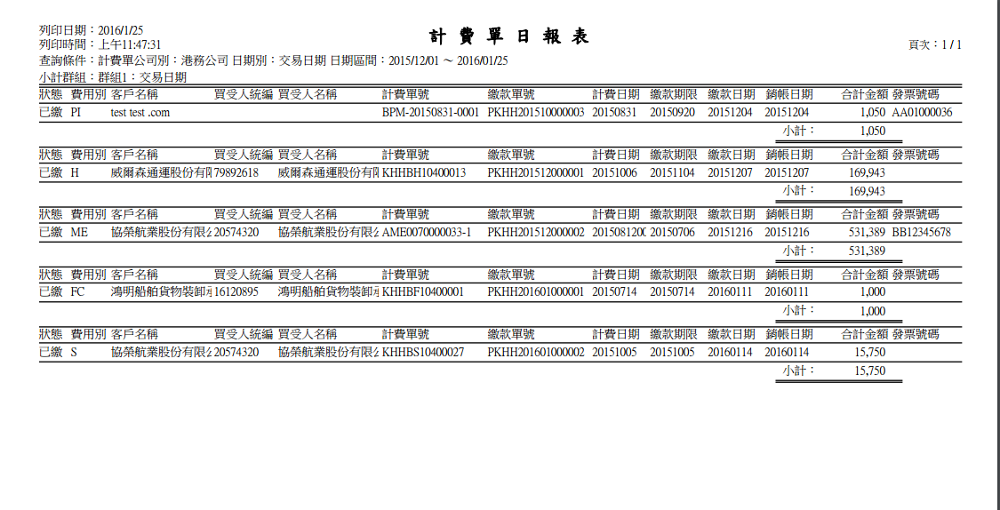 列印日期：2016/1/25
計費單日報表
列印時間：上午11:47:31
頁次：1 / 1
查詢條件：計費單公司別：港務公司 日期別：交易日期 日期區間：2015/12/01 ～ 2016/01/25
小計群組：群組1：交易日期
狀態 費用別 客戶名稱 買受人統編 買受人名稱 計費單號 繳款單號 計費日期 繳款期限 繳款日期 銷帳日期 合計金額 發票號碼
已繳 PI test test .com BPM-20150831-0001 PKHH201510000003 20150831 20150920 20151204 20151204 1,050 AA01000036
小計： 1,050
狀態 費用別 客戶名稱 買受人統編 買受人名稱 計費單號 繳款單號 計費日期 繳款期限 繳款日期 銷帳日期 合計金額 發票號碼
已繳 H 威爾森通運股份有 79892618 威爾森通運股份有 KHHBH10400013 PKHH201512000001 20151006 20151104 20151207 20151207 169,943
小計： 169,943
狀態 費用別 客戶名稱 買受人統編 買受人名稱 計費單號 繳款單號 計費日期 繳款期限 繳款日期 銷帳日期 合計金額 發票號碼
已繳 ME 協榮航業股份有限 20574320 協榮航業股份有限 AME0070000033-1 PKHH201512000002 201508120 20150706 20151216 20151216 531,389 BB12345678
小計： 531,389
狀態 費用別 客戶名稱 買受人統編 買受人名稱 計費單號 繳款單號 計費日期 繳款期限 繳款日期 銷帳日期 合計金額 發票號碼
已繳 FC 鴻明船舶貨物裝卸 16120895 鴻明船舶貨物裝卸 KHHBF10400001 PKHH201601000001 20150714 20150714 20160111 20160111 1,000
小計： 1,000
狀態 費用別 客戶名稱 買受人統編 買受人名稱 計費單號 繳款單號 計費日期 繳款期限 繳款日期 銷帳日期 合計金額 發票號碼
已繳 S 協榮航業股份有限 20574320 協榮航業股份有限 KHHBS10400027 PKHH201601000002 20151005 20151005 20160114 20160114 15,750
小計： 15,750